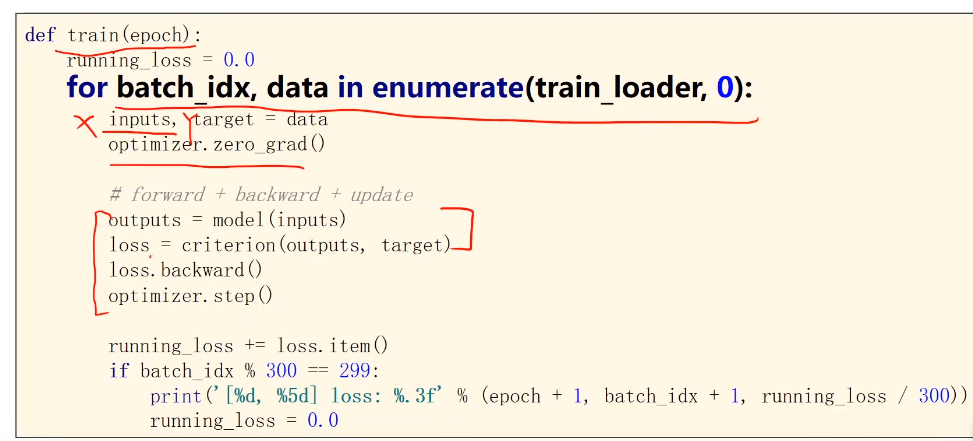 def train(epoch):
running_loss = 0.0
for batch_idx, data in enumerate(train_loader, 0):
x inputs, y target = data
optimizer.zero_grad()
# forward + backward + update
outputs = model(inputs)
loss = criterion(outputs, target)
loss.backward()
optimizer.step()
running_loss += loss.item()
if batch_idx % 300 == 299:
print('[%d, %5d] loss: %.3f' % (epoch + 1, batch_idx + 1, running_loss / 300))
running_loss = 0.0